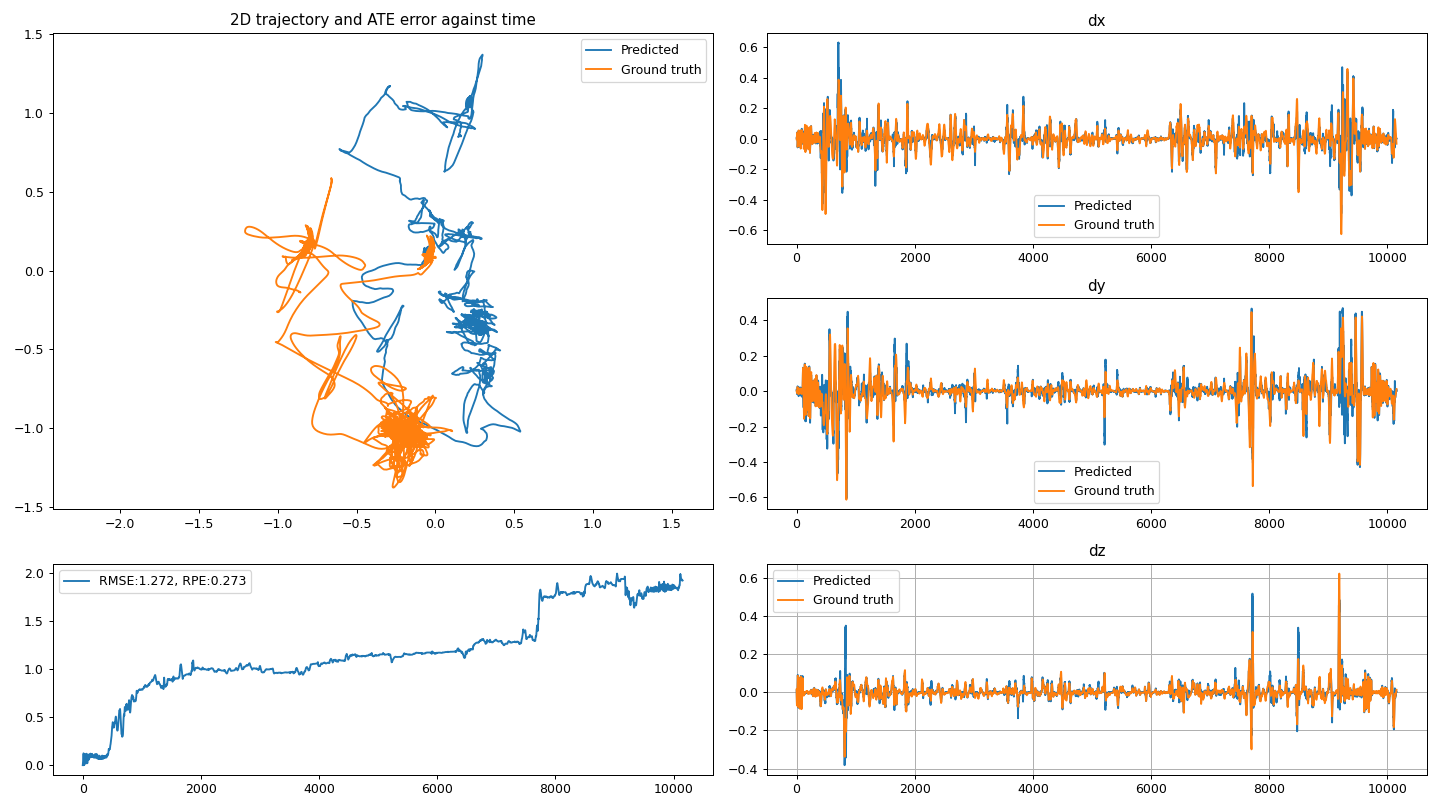 2D trajectory and ATE error against time
Predicted
Ground truth
1.5
1.0
0.5
0.0
−0.5
−1.0
−1.5
−2.0 −1.5 −1.0 −0.5 0.0 0.5 1.0 1.5
RMSE:1.272, RPE:0.273
2.0
1.5
1.0
0.5
0.0
0 2000 4000 6000 8000 10000
dx
0.6
0.4
0.2
0.0
−0.2
−0.4
−0.6
Predicted
Ground truth
0 2000 4000 6000 8000 10000
dy
0.4
0.2
0.0
−0.2
−0.4
−0.6
Predicted
Ground truth
0 2000 4000 6000 8000 10000
dz
Predicted
Ground truth
0.6
0.4
0.2
0.0
−0.2
−0.4
0 2000 4000 6000 8000 10000